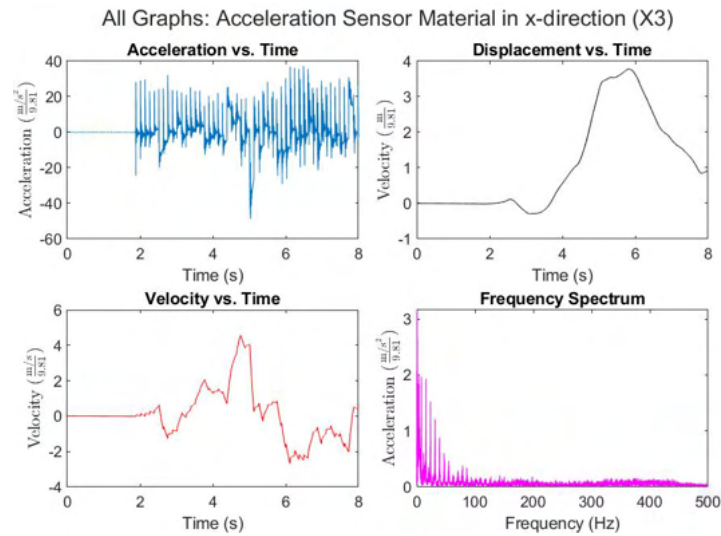 All Graphs: Acceleration Sensor Material in x-direction (X3)
Acceleration vs. Time
Acceleration (m/s²/9.81)
40
20
0
-20
-40
-60
0 2 4 6 8
Time (s)
Displacement vs. Time
Velocity (m/9.81)
4
3
2
1
0
-1
0 2 4 6 8
Time (s)
Velocity vs. Time
Velocity (m/s/9.81)
6
4
2
0
-2
-4
0 2 4 6 8
Time (s)
Frequency Spectrum
Acceleration (m/s²/9.81)
3
2
1
0
0 100 200 300 400 500
Frequency (Hz)